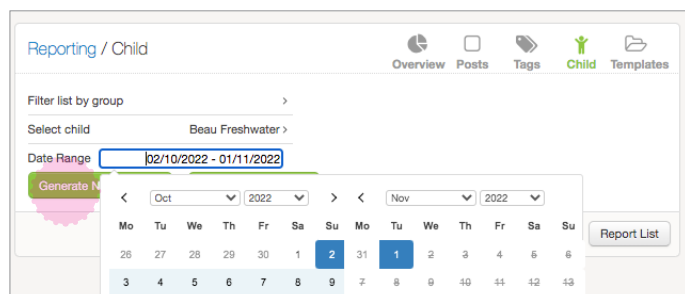 Reporting / Child
Overview Posts Tags Child Templates
Filter list by group >
Select child Beau Freshwater >
Date Range 02/10/2022 - 01/11/2022
Generate N
< Oct 2022 > < Nov 2022
Mo Tu We Th Fr Sa Su Mo Tu We Th Fr Sa Su
Report List
26 27 28 29 30 1 2 31 1 2 3 4 5 6
3 4 5 6 7 8 9 7 8 9 10 11 12 13